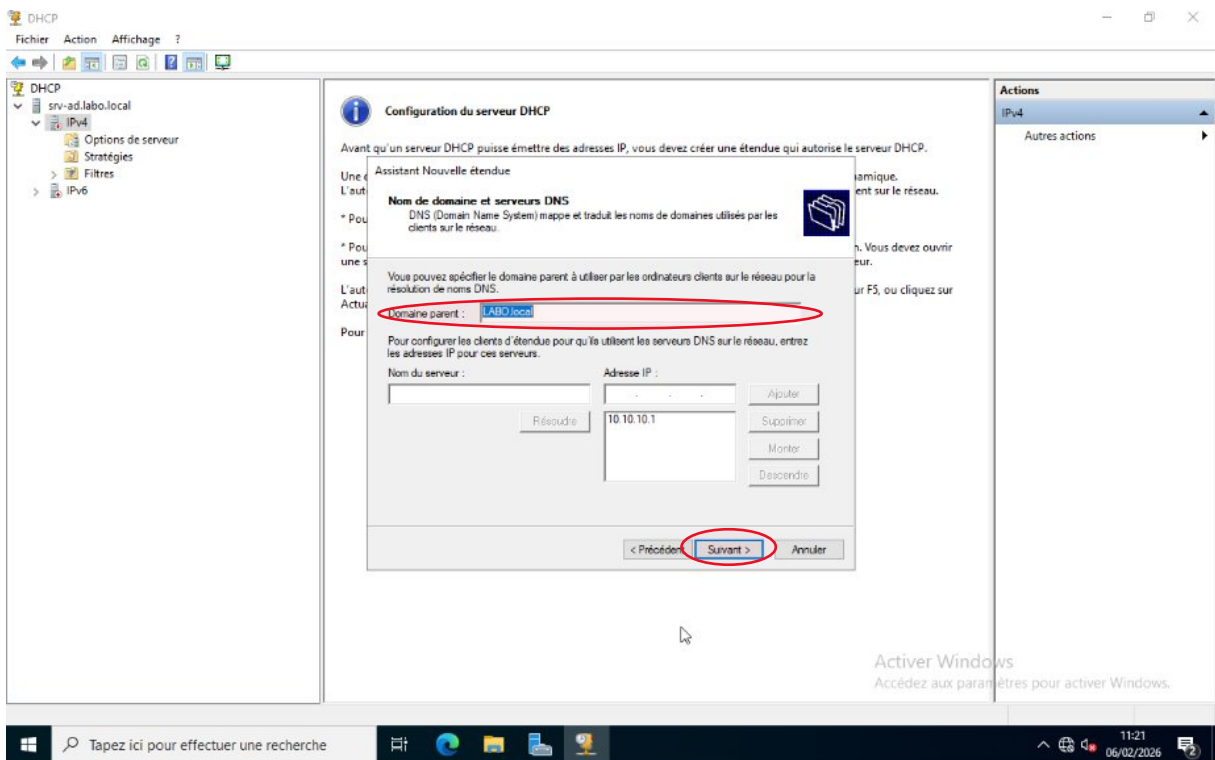 DHCP
Fichier Action Affichage ?
DHCP
srv-ad.labo.local
IPv4
Options de serveur
Stratégies
Filtres
IPv6
Configuration du serveur DHCP
Avant qu'un serveur DHCP puisse émettre des adresses IP, vous devez créer une étendue qui autorise le serveur DHCP.
Une
amique.
L'aut
ent sur le réseau.
* Pou
* Pou
n. Vous devez ouvrir
une s
eur.
L'aut
ur F5, ou cliquez sur
Actua
Pour
Assistant Nouvelle étendue
Nom de domaine et serveurs DNS
DNS (Domain Name System) mappe et traduit les noms de domaines utilisés par les
clients sur le réseau.
Vous pouvez spécifier le domaine parent à utiliser par les ordinateurs clients sur le réseau pour la
résolution de noms DNS.
Domaine parent : LABO.local
Pour configurer les clients d'étendue pour qu'ils utilisent les serveurs DNS sur le réseau, entrez
les adresses IP pour ces serveurs.
Nom du serveur : Adresse IP :
Ajouter
Résoudre 10.10.10.1 Supprimer
Monter
Descendre
< Précédent Suivant > Annuler
Actions
IPv4
Autres actions
Activer Windows
Accédez aux paramètres pour activer Windows.
Tapez ici pour effectuer une recherche
11:21
06/02/2026
2